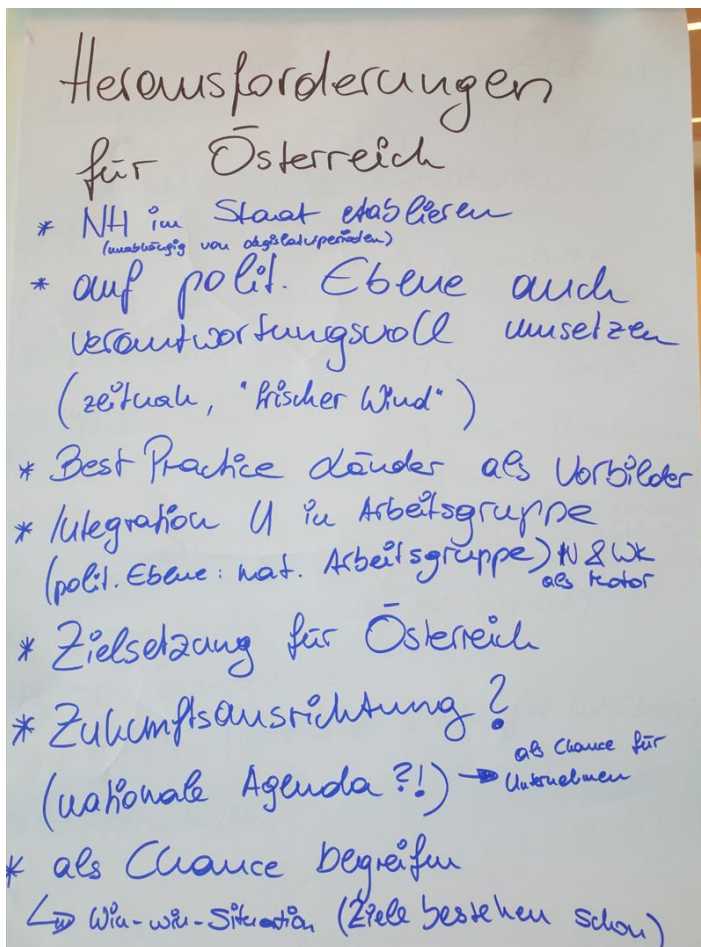 Herausforderungen
für Österreich
* NH im Staat etablieren
(unabhängig von Legislaturperioden)
* auf polit. Ebene auch
verantwortungsvoll umsetzen
(zeitnah, "frischer Wind")
* Best Practice Länder als Vorbilder
* Integration U in Arbeitsgruppe
(polit. Ebene: nat. Arbeitsgruppe) & WK
als Motor
* Zielsetzung für Österreich
* Zukunftsausrichtung?
(nationale Agenda?!) → als Chance für
Unternehmen
* als Chance begreifen
↳ Win-win-Situation (Ziele bestehen schon)